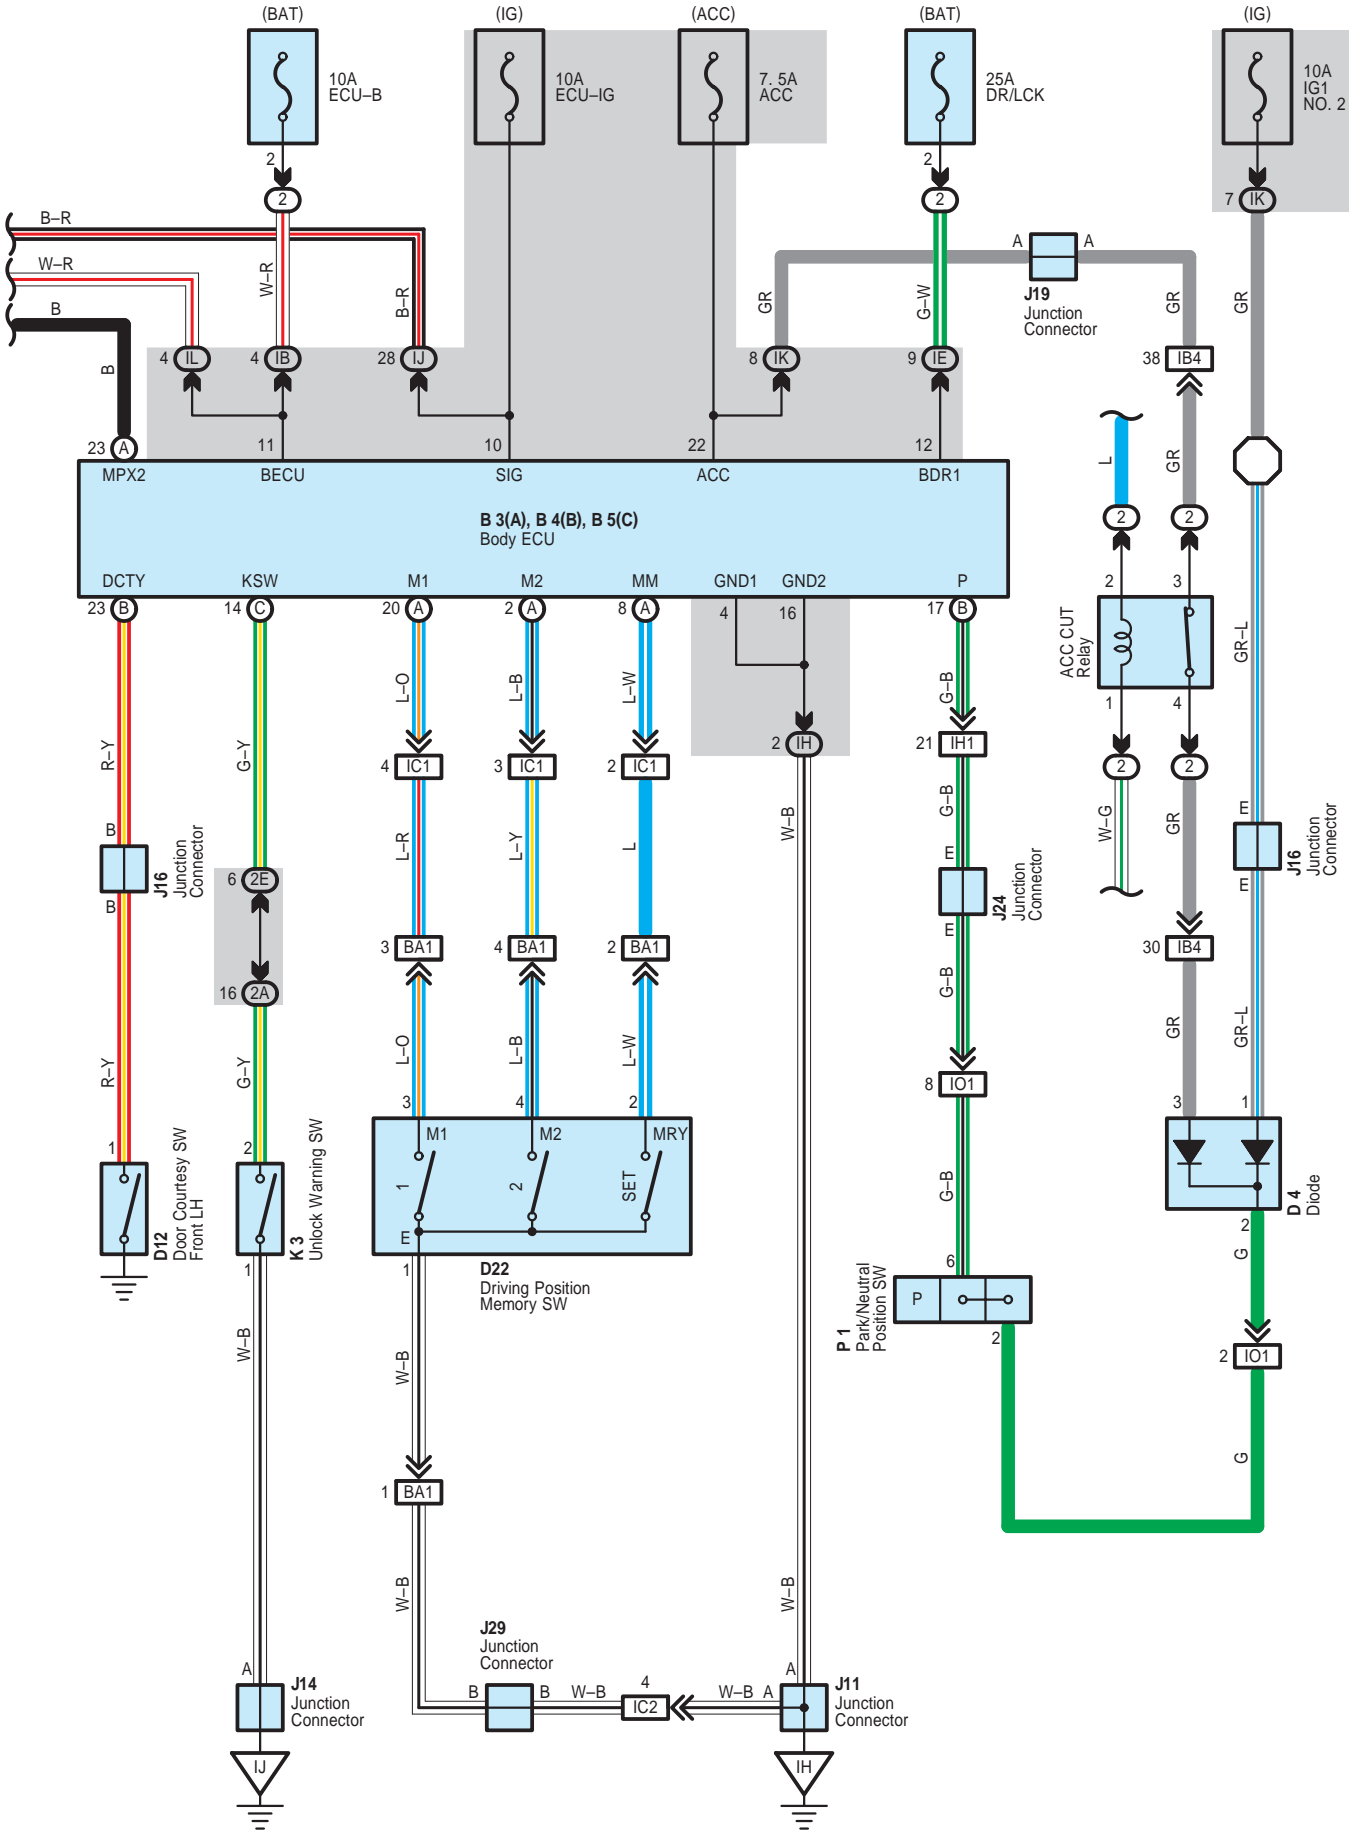 (BAT)
(IG)
(ACC)
(BAT)
(IG)
10A
ECU–B
10A
ECU–IG
7. 5A
ACC
25A
DR/LCK
10A
IG1
NO. 2
2
2
2
2
7
IK
B–R
W–R
B
W–R
B–R
B
GR
G–W
A
A
J19
Junction
Connector
GR
GR
4
IL
4
IB
28
IJ
8
IK
9
IE
38
IB4
23
A
11
10
22
12
L
GR
MPX2
BECU
SIG
ACC
BDR1
B 3(A), B 4(B), B 5(C)
Body ECU
DCTY
KSW
M1
M2
MM
GND1
GND2
P
2
2
2
3
23
B
14
C
20
A
2
A
8
A
4
16
17
B
ACC CUT
Relay
1
4
2
2
GR–L
R–Y
G–Y
L–O
L–B
L–W
G–B
4
IC1
3
IC1
2
IC1
2
IH
21
IH1
W–B
G–B
L–R
L–Y
L
W–G
GR
B
B
J16
Junction
Connector
6
2E
16
2A
E
E
J24
Junction
Connector
E
E
J16
Junction
Connector
3
BA1
4
BA1
2
BA1
30
IB4
R–Y
G–Y
L–O
L–B
L–W
G–B
GR
GR–L
8
IO1
3
4
2
3
1
1
D12
Door Courtesy SW
Front LH
2
K 3
Unlock Warning SW
1
M1
M2
MRY
1
2
SET
E
1
D22
Driving Position
Memory SW
G–B
D 4
Diode
2
G
6
P
P 1
Park/Neutral
Position SW
2
2
IO1
G
W–B
W–B
1
BA1
W–B
W–B
A
J14
Junction
Connector
IJ
J29
Junction
Connector
B
B
W–B
4
IC2
W–B
A
A
J11
Junction
Connector
IH